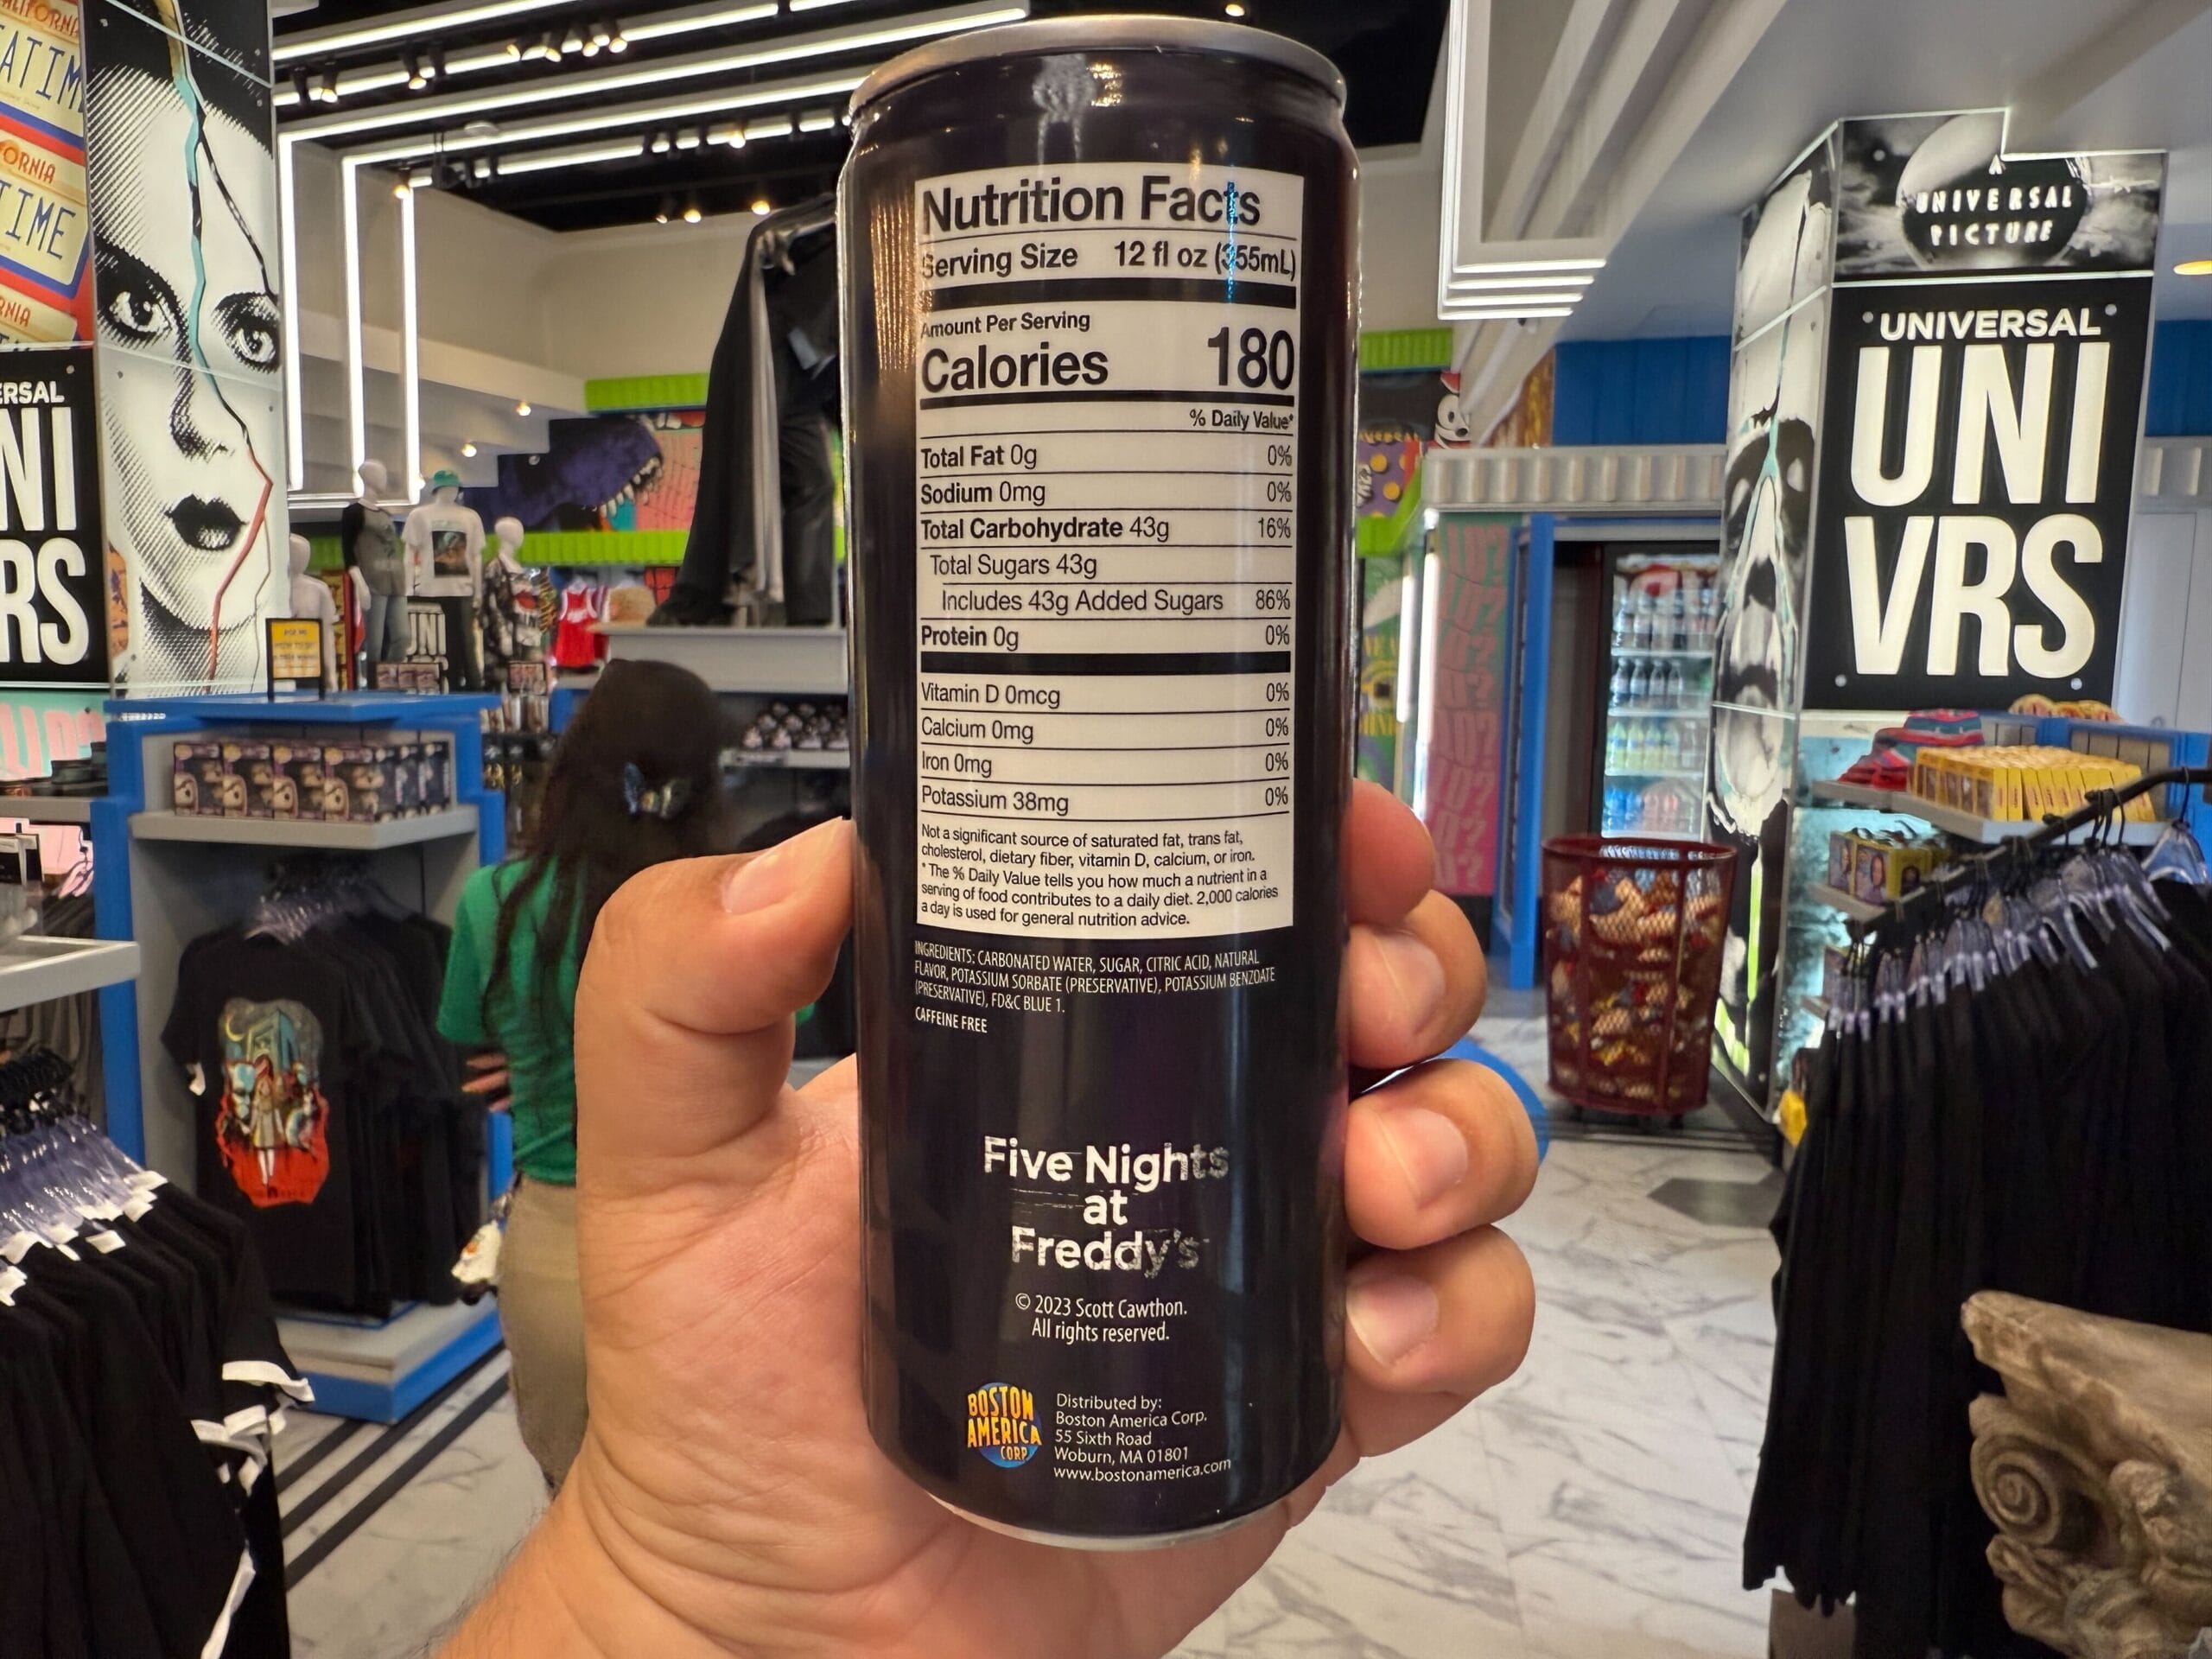 Nutrition Facts
Serving Size 12 fl oz (355mL)
Amount Per Serving
Calories 180
% Daily Value*
Total Fat 0g 0%
Sodium 0mg 0%
Total Carbohydrate 43g 16%
Total Sugars 43g
Includes 43g Added Sugars 86%
Protein 0g 0%
Vitamin D 0mcg 0%
Calcium 0mg 0%
Iron 0mg 0%
Potassium 38mg 0%
Not a significant source of saturated fat, trans fat,
cholesterol, dietary fiber, vitamin D, calcium, or iron.
* The % Daily Value tells you how much a nutrient in a
serving of food contributes to a daily diet. 2,000 calories
a day is used for general nutrition advice.
INGREDIENTS: CARBONATED WATER, SUGAR, CITRIC ACID, NATURAL
FLAVOR, POTASSIUM SORBATE (PRESERVATIVE), POTASSIUM BENZOATE
(PRESERVATIVE), FD&C BLUE 1.
CAFFEINE FREE
Five Nights
at
Freddy's
© 2023 Scott Cawthon.
All rights reserved.
BOSTON
AMERICA
CORP
Distributed by:
Boston America Corp.
55 Sixth Road
Woburn, MA 01801
www.bostonamerica.com
A
UNIVERSAL
PICTURE
UNIVERSAL
UNI
VRS
ERSAL
NI
RS
UNI